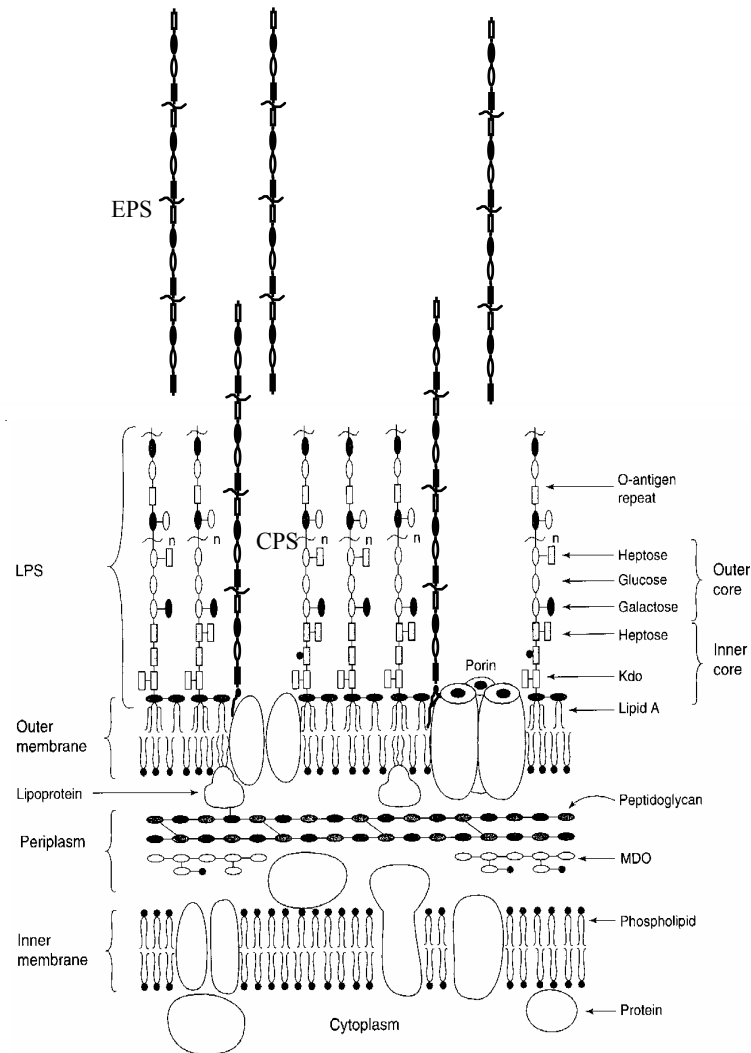 EPS
O-antigen
repeat
n
n
CPS
n
Heptose
LPS
Glucose
Outer
core
Galactose
Heptose
Inner
core
Porin
Kdo
Lipid A
Outer
membrane
Lipoprotein
Peptidoglycan
Periplasm
MDO
Phospholipid
Inner
membrane
Protein
Cytoplasm